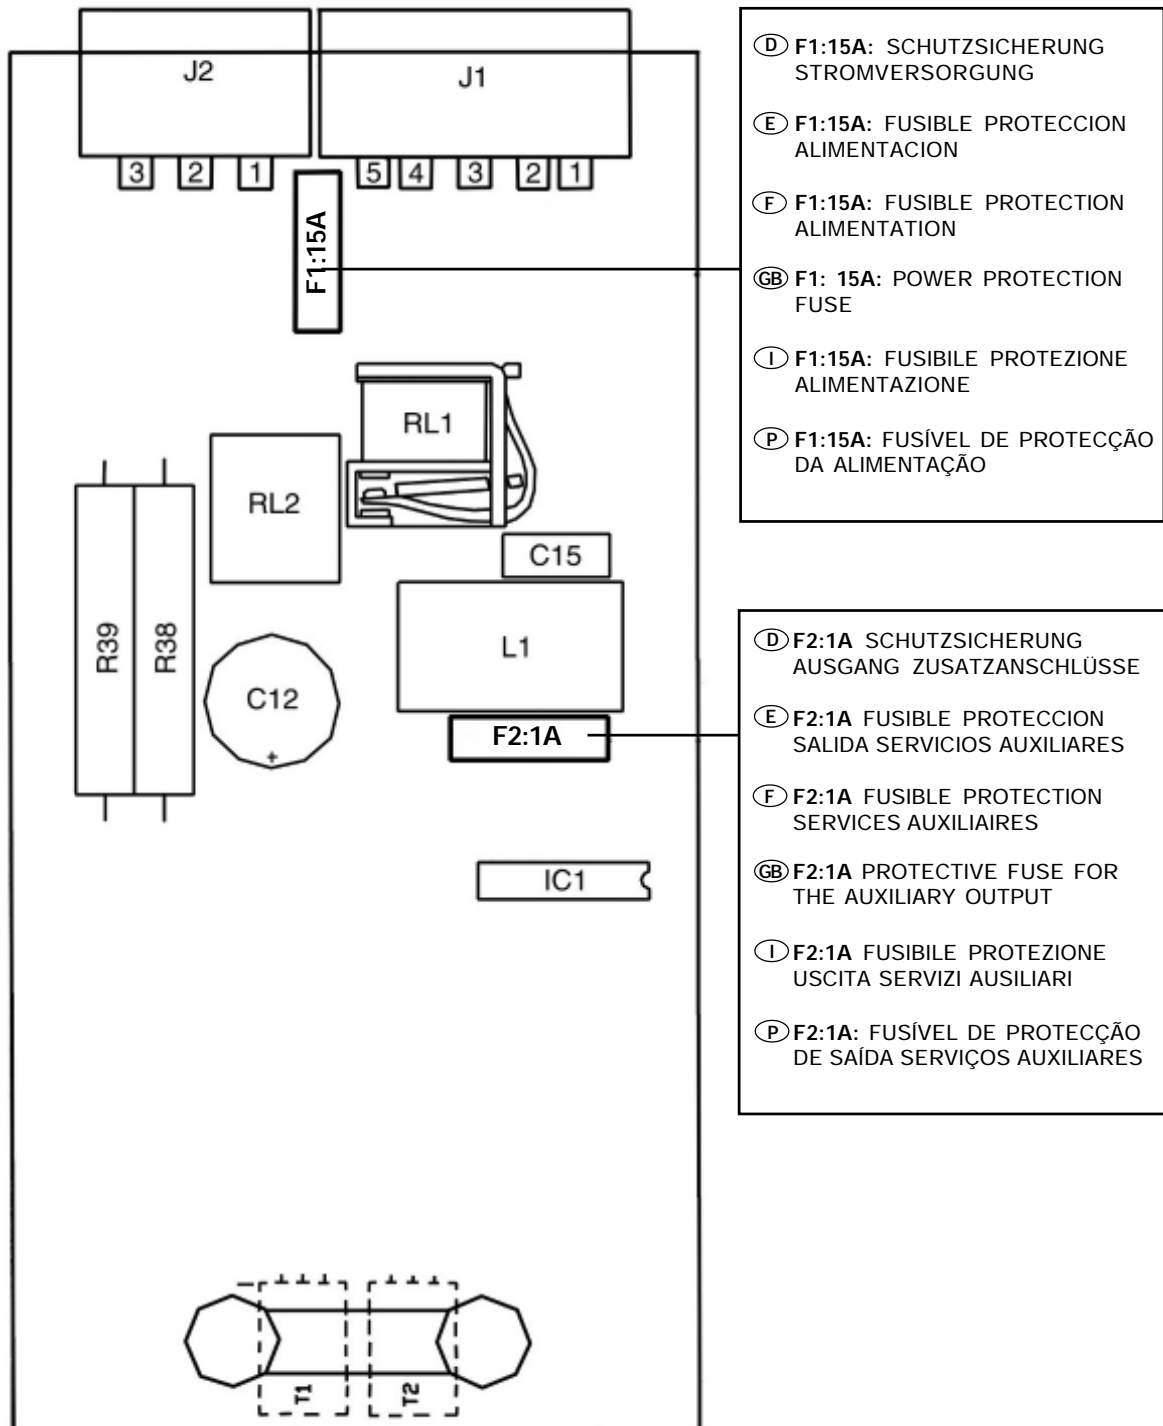 J2
J1
3 2 1
5 4 3 2 1
F1:15A
RL1
RL2
C15
R39
R38
L1
C12
+
F2:1A
IC1
T1
T2
D F1:15A: SCHUTZSICHERUNG
STROMVERSORGUNG
E F1:15A: FUSIBLE PROTECCION
ALIMENTACION
F F1:15A: FUSIBLE PROTECTION
ALIMENTATION
GB F1: 15A: POWER PROTECTION
FUSE
I F1:15A: FUSIBILE PROTEZIONE
ALIMENTAZIONE
P F1:15A: FUSÍVEL DE PROTECÇÃO
DA ALIMENTAÇÃO
D F2:1A SCHUTZSICHERUNG
AUSGANG ZUSATZANSCHLÜSSE
E F2:1A FUSIBLE PROTECCION
SALIDA SERVICIOS AUXILIARES
F F2:1A FUSIBLE PROTECTION
SERVICES AUXILIAIRES
GB F2:1A PROTECTIVE FUSE FOR
THE AUXILIARY OUTPUT
I F2:1A FUSIBILE PROTEZIONE
USCITA SERVIZI AUSILIARI
P F2:1A: FUSÍVEL DE PROTECÇÃO
DE SAÍDA SERVIÇOS AUXILIARES